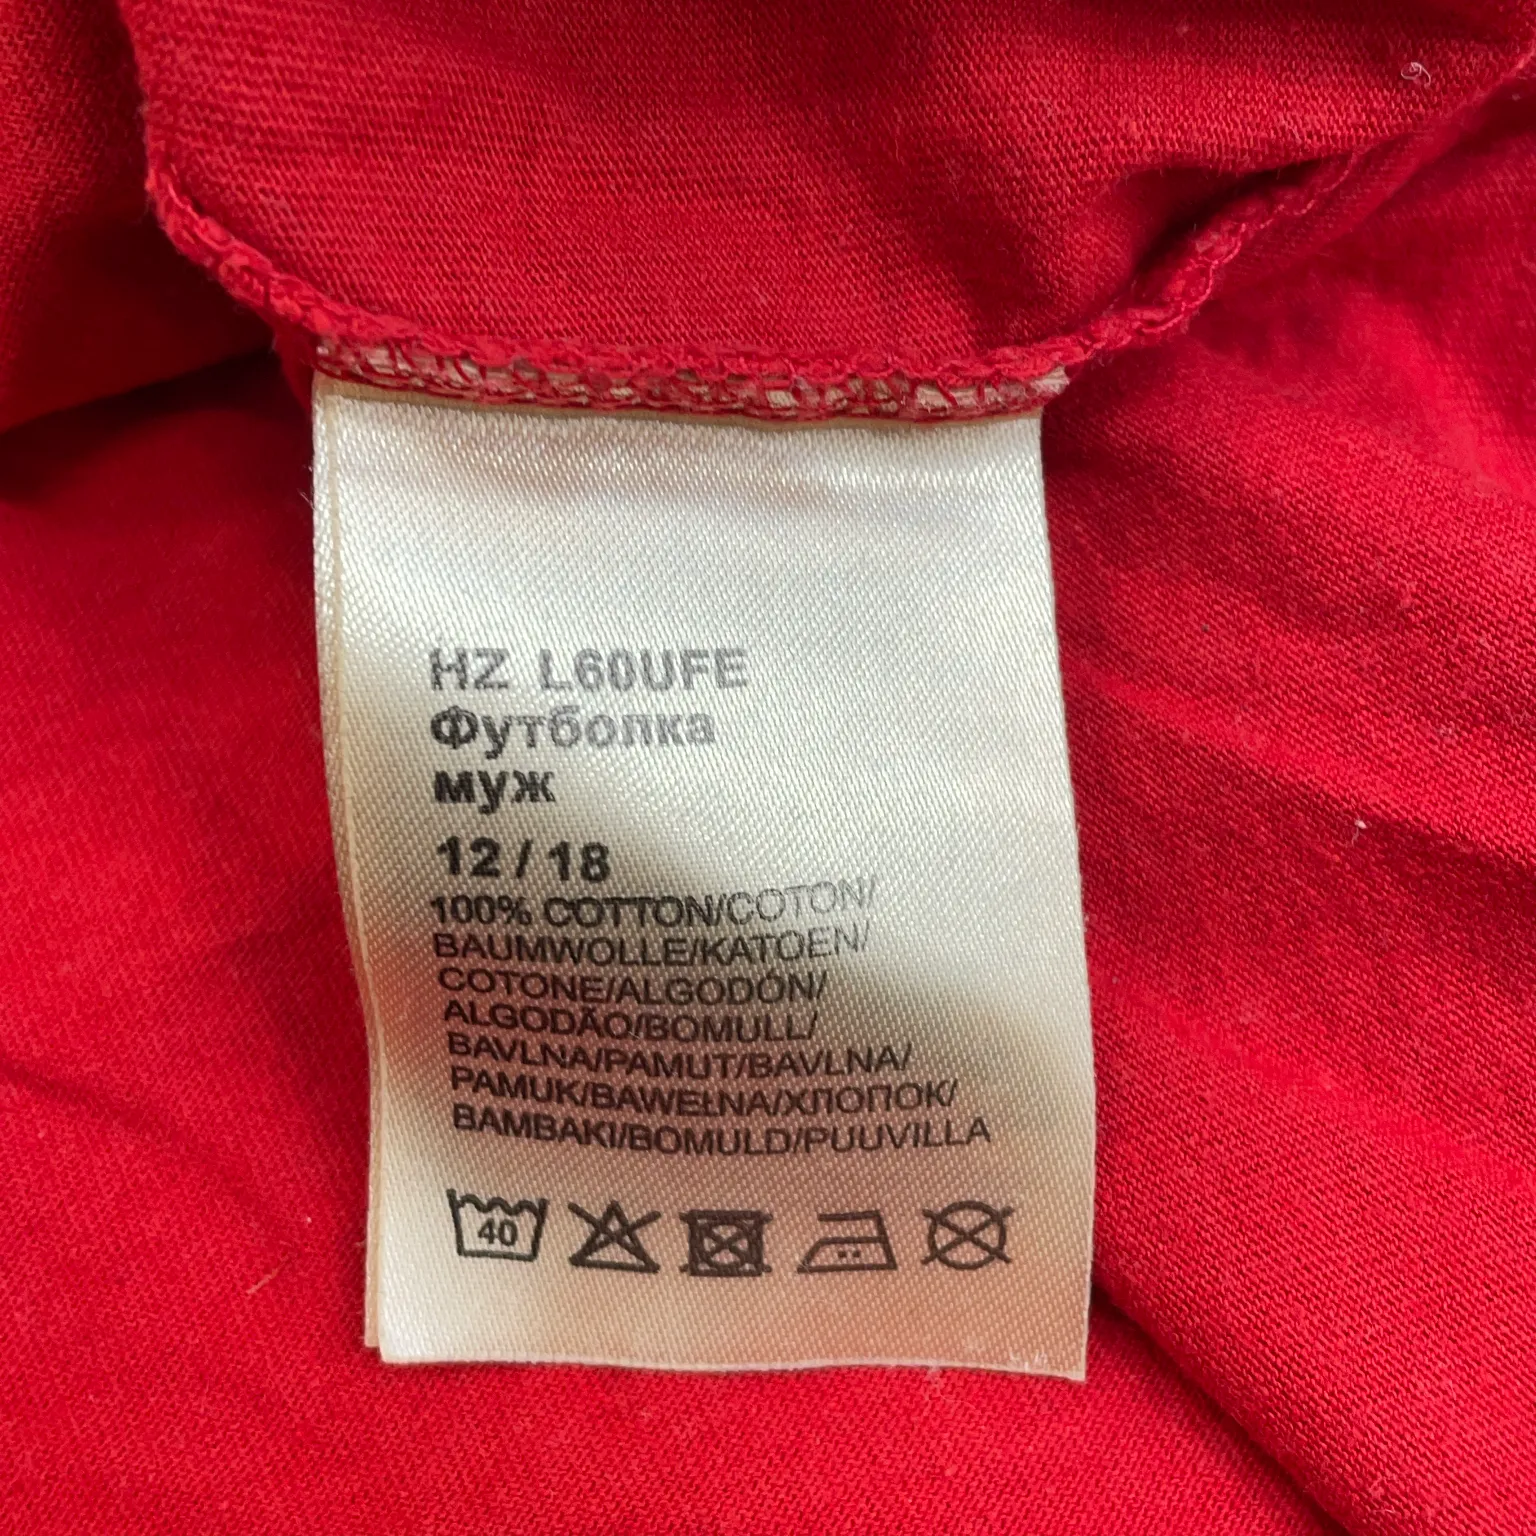 HZ L60UFE
Футболка
муж
12 / 18
100% COTTON/COTON/
BAUMWOLLE/KATOEN/
COTONE/ALGODÓN/
ALGODÃO/BOMULL/
BAVLNA/PAMUT/BAVLNA/
PAMUK/BAWEŁNA/ХЛОПОК/
BAMBAKI/BOMULD/PUUVILLA
40